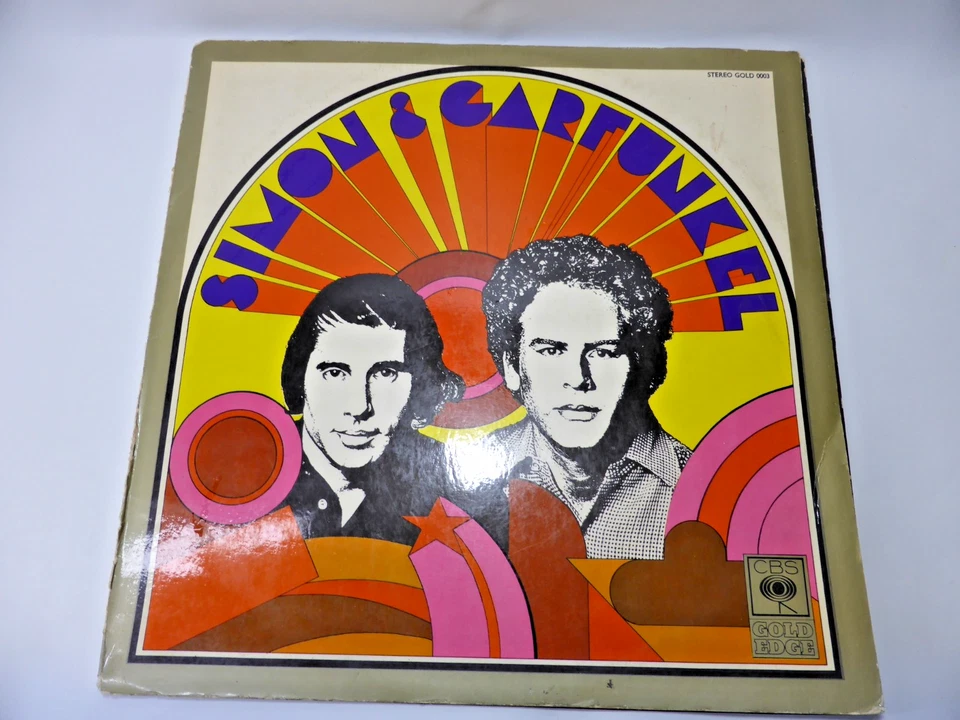 STEREO GOLD 0003
SIMON & GARFUNKEL
CBS
GOLD
EDGE